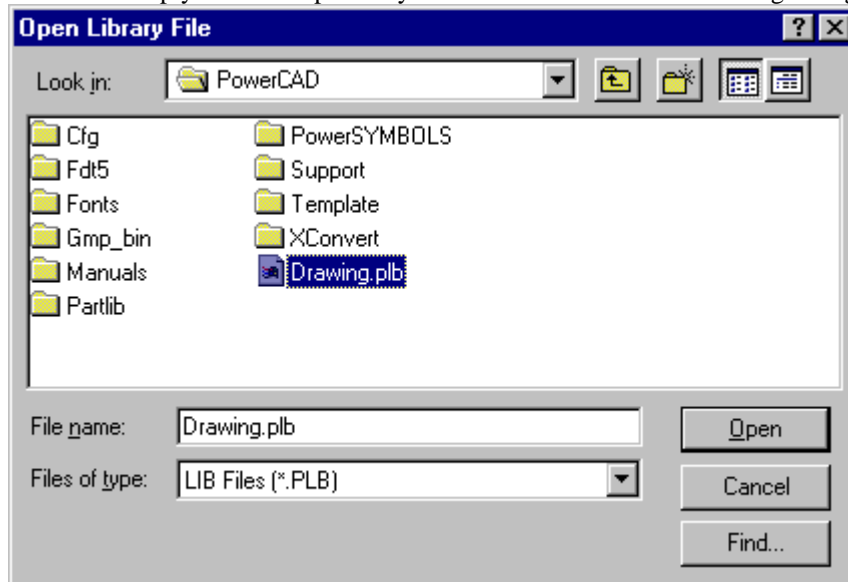 Open Library File
Look in: PowerCAD
Cfg PowerSYMBOLS
Fdt5 Support
Fonts Template
Gmp_bin XConvert
Manuals Drawing.plb
Partlib
File name: Drawing.plb Open
Files of type: LIB Files (*.PLB) Cancel
Find...